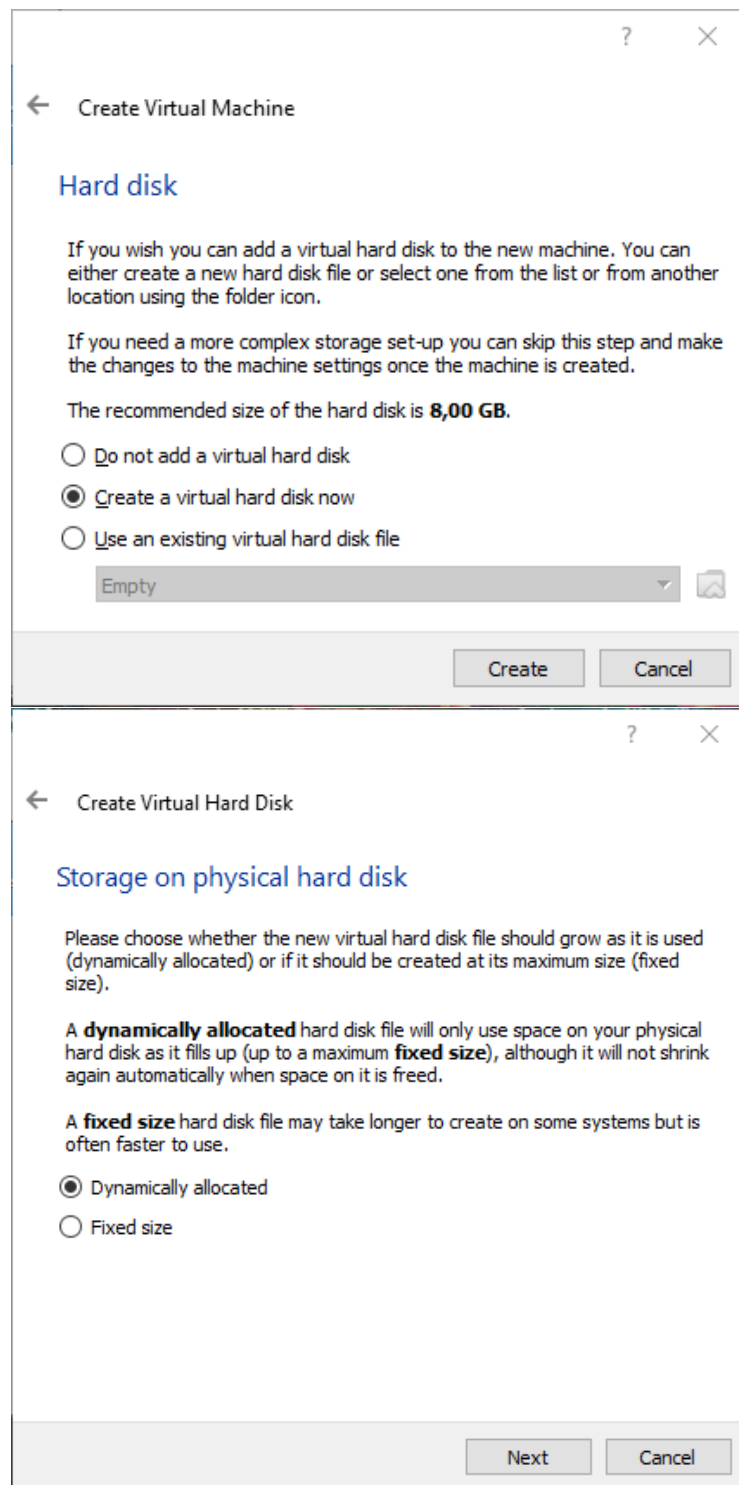 ?
Create Virtual Machine
Hard disk
If you wish you can add a virtual hard disk to the new machine. You can
either create a new hard disk file or select one from the list or from another
location using the folder icon.
If you need a more complex storage set-up you can skip this step and make
the changes to the machine settings once the machine is created.
The recommended size of the hard disk is 8,00 GB.
Do not add a virtual hard disk
Create a virtual hard disk now
Use an existing virtual hard disk file
Empty
Create Cancel
?
Create Virtual Hard Disk
Storage on physical hard disk
Please choose whether the new virtual hard disk file should grow as it is used
(dynamically allocated) or if it should be created at its maximum size (fixed
size).
A dynamically allocated hard disk file will only use space on your physical
hard disk as it fills up (up to a maximum fixed size), although it will not shrink
again automatically when space on it is freed.
A fixed size hard disk file may take longer to create on some systems but is
often faster to use.
Dynamically allocated
Fixed size
Next Cancel